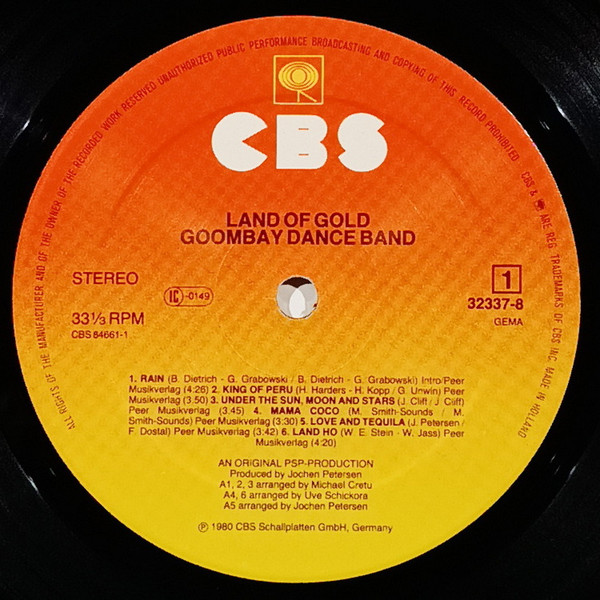 ALL RIGHTS OF THE MANUFACTURER AND OF THE OWNER OF THE RECORDED WORK RESERVED UNAUTHORIZED PUBLIC PERFORMANCE BROADCASTING AND COPYING OF THIS RECORD PROHIBITED CBS & ARE REG. TRADEMARKS OF CBS INC. MADE IN HOLLAND
CBS
LAND OF GOLD
GOOMBAY DANCE BAND
STEREO
IC -0149
1
33⅓ RPM
32337-8
CBS 84661-1
GEMA
1. RAIN (B. Dietrich - G. Grabowski / B. Dietrich - G. Grabowski) Intro/Peer
Musikverlag (4:26) 2. KING OF PERU (H. Harders - H. Kopp / G. Unwin) Peer
Musikverlag (3.50) 3. UNDER THE SUN, MOON AND STARS (J. Cliff / J. Cliff)
Peer Musikverlag (3.45) 4. MAMA COCO (M. Smith-Sounds / M.
Smith-Sounds) Peer Musikverlag (3:30) 5. LOVE AND TEQUILA (J. Petersen /
F. Dostal) Peer Musikverlag (3:42) 6. LAND HO (W. E. Stein - W. Jass) Peer
Musikverlag (4:20)
AN ORIGINAL PSP-PRODUCTION
Produced by Jochen Petersen
A1, 2, 3 arranged by Michael Cretu
A4, 6 arranged by Uve Schickora
A5 arranged by Jochen Petersen
℗ 1980 CBS Schallplatten GmbH, Germany